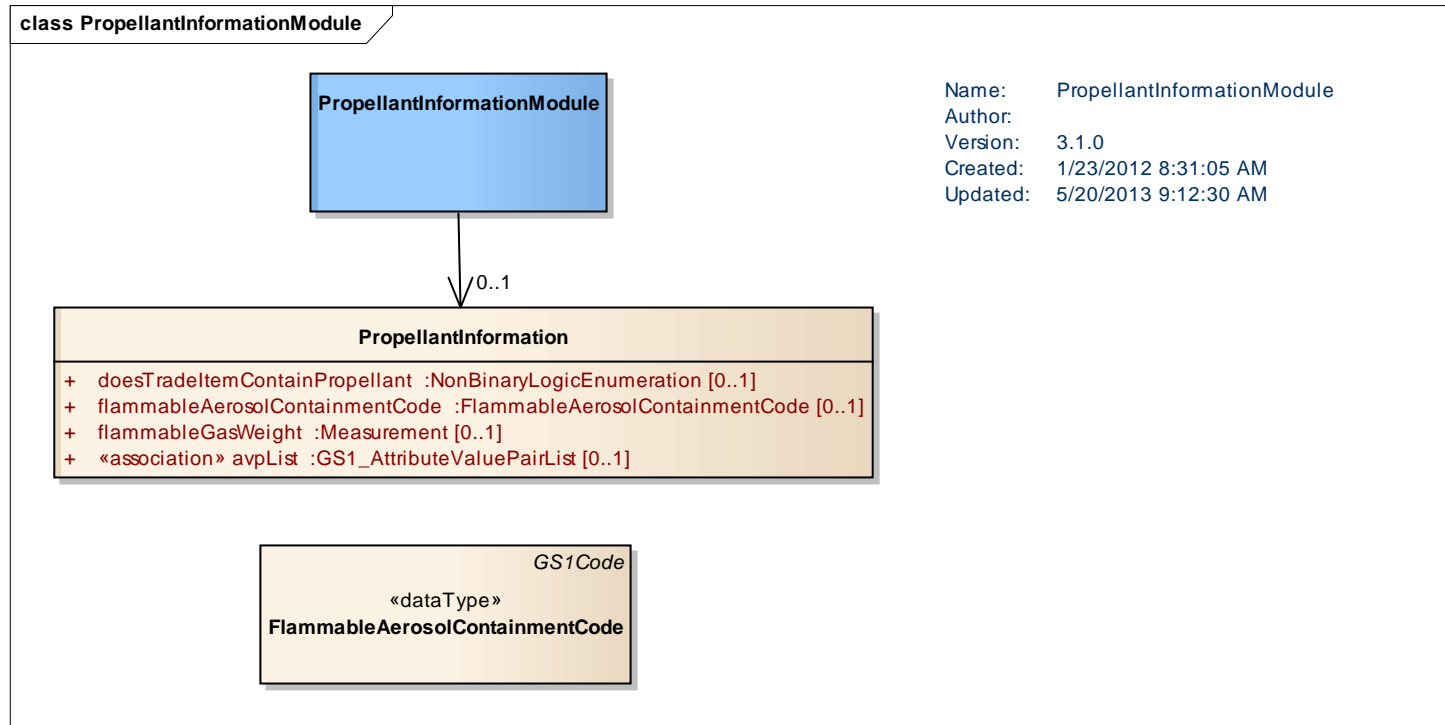 class PropellantInformationModule
PropellantInformationModule
Name: PropellantInformationModule
Author:
Version: 3.1.0
Created: 1/23/2012 8:31:05 AM
Updated: 5/20/2013 9:12:30 AM
0..1
PropellantInformation
+ doesTradeItemContainPropellant :NonBinaryLogicEnumeration [0..1]
+ flammableAerosolContainmentCode :FlammableAerosolContainmentCode [0..1]
+ flammableGasWeight :Measurement [0..1]
+ «association» avpList :GS1_AttributeValuePairList [0..1]
GS1Code
«dataType»
FlammableAerosolContainmentCode